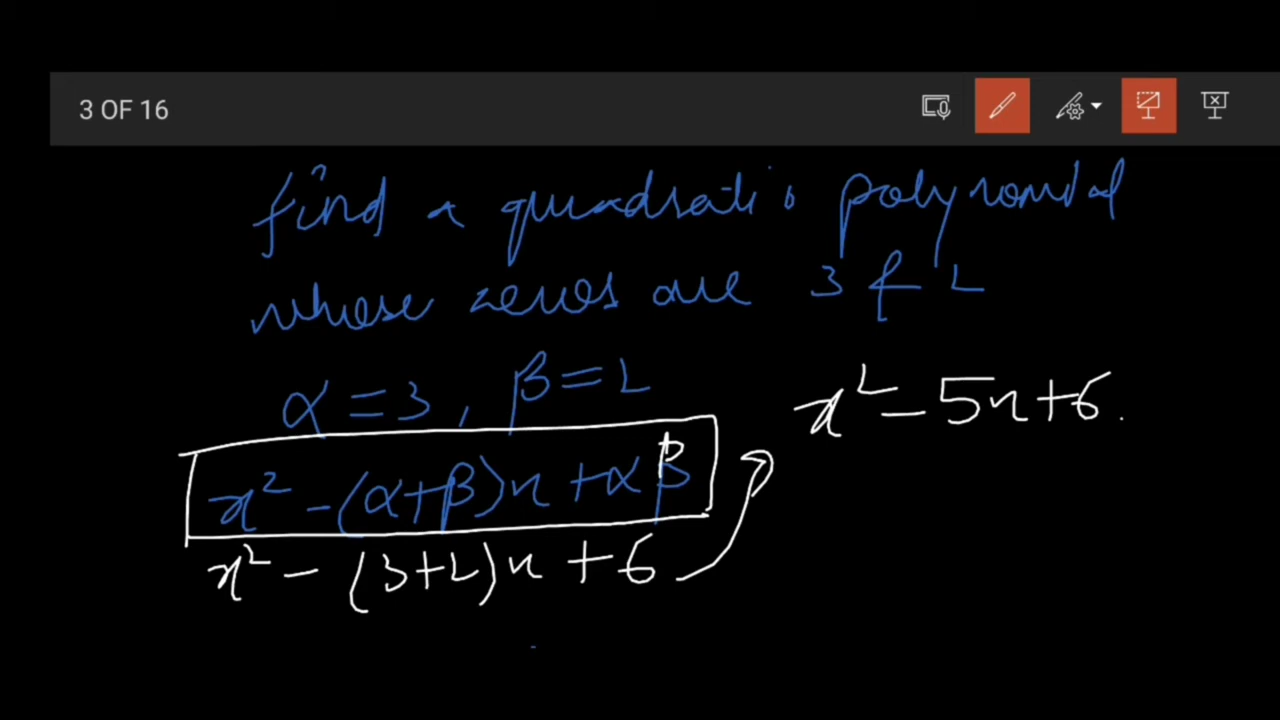 3 OF 16
find a quadratic polynomial
whose zeroes are 3 & 2
α = 3, β = 2
x² - (α+β)x + αβ
x² - (3+2)x + 6
x² - 5x + 6.